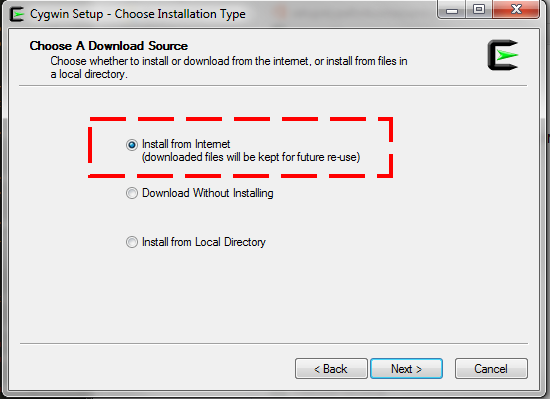 Cygwin Setup - Choose Installation Type
Choose A Download Source
Choose whether to install or download from the internet, or install from files in
a local directory.
Install from Internet
(downloaded files will be kept for future re-use)
Download Without Installing
Install from Local Directory
< Back
Next >
Cancel